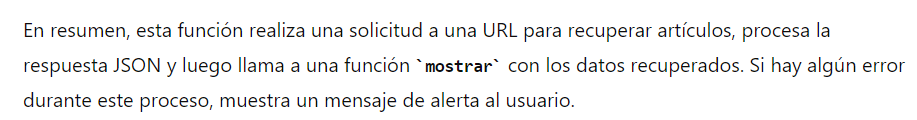 En resumen, esta función realiza una solicitud a una URL para recuperar artículos, procesa la
respuesta JSON y luego llama a una función `mostrar` con los datos recuperados. Si hay algún error
durante este proceso, muestra un mensaje de alerta al usuario.